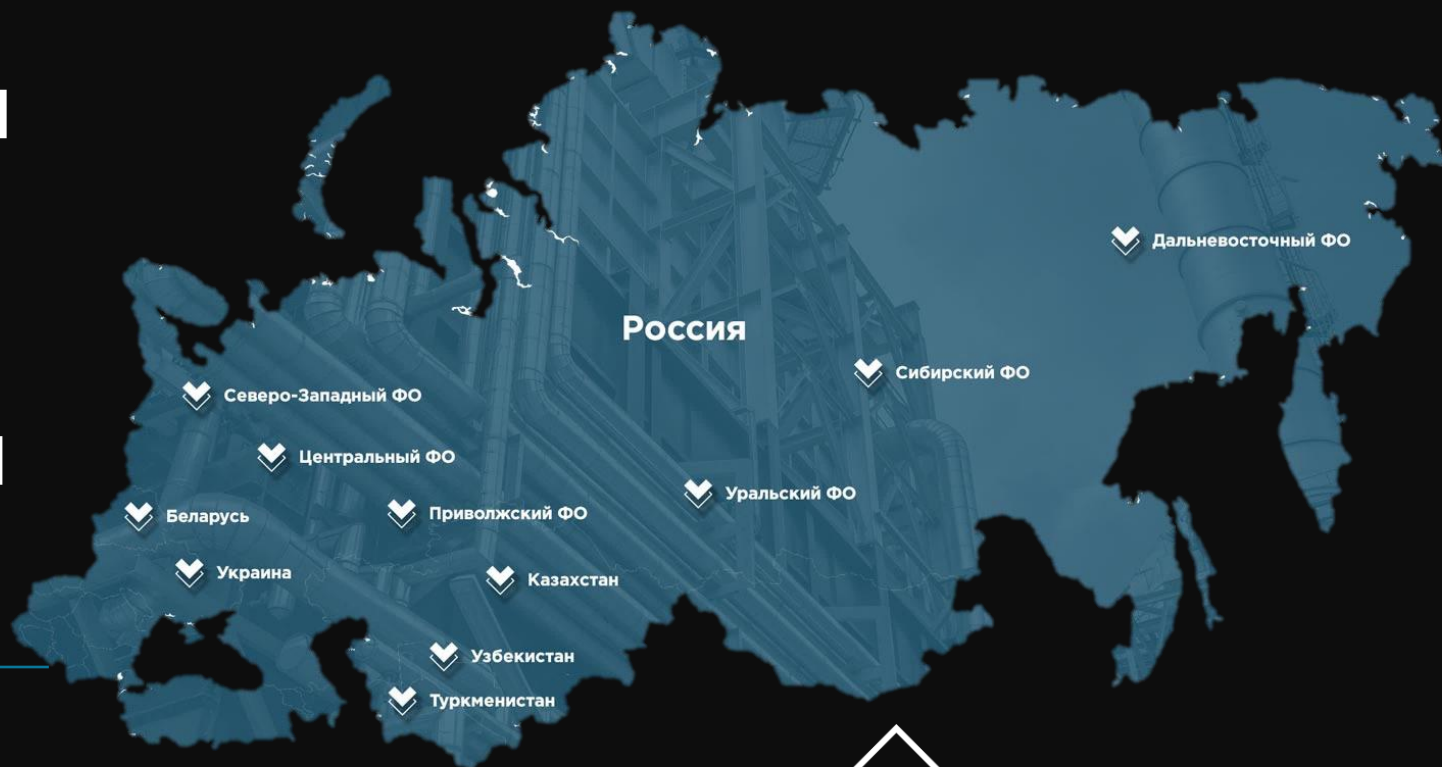 Дальневосточный ФО
Россия
Сибирский ФО
Северо-Западный ФО
Центральный ФО
Уральский ФО
Приволжский ФО
Беларусь
Украина
Казахстан
Узбекистан
Туркменистан